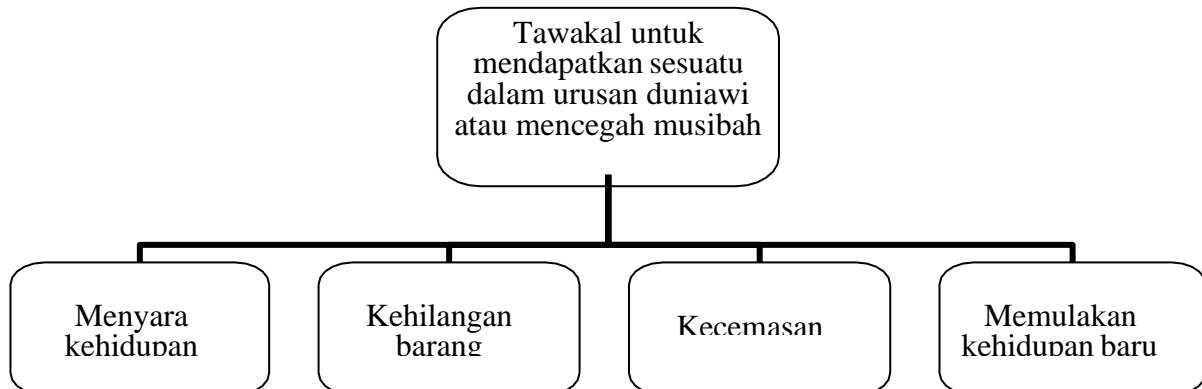 Tawakal untuk
mendapatkan sesuatu
dalam urusan duniawi
atau mencegah musibah
Menyara
kehidupan
Kehilangan
barang
Kecemasan
Memulakan
kehidupan baru